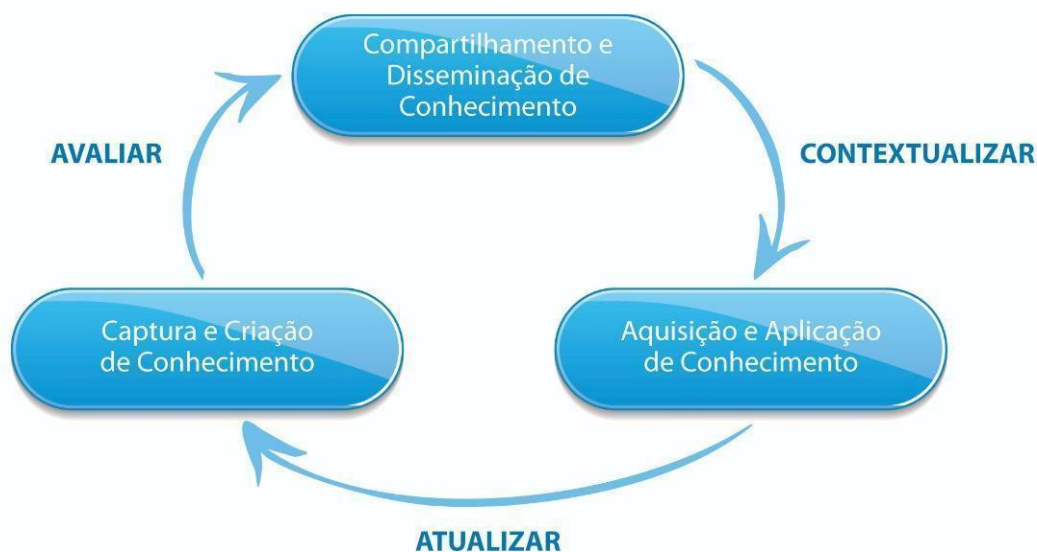 Compartilhamento e
Disseminação de
Conhecimento
AVALIAR
CONTEXTUALIZAR
Captura e Criação
de Conhecimento
Aquisição e Aplicação
de Conhecimento
ATUALIZAR